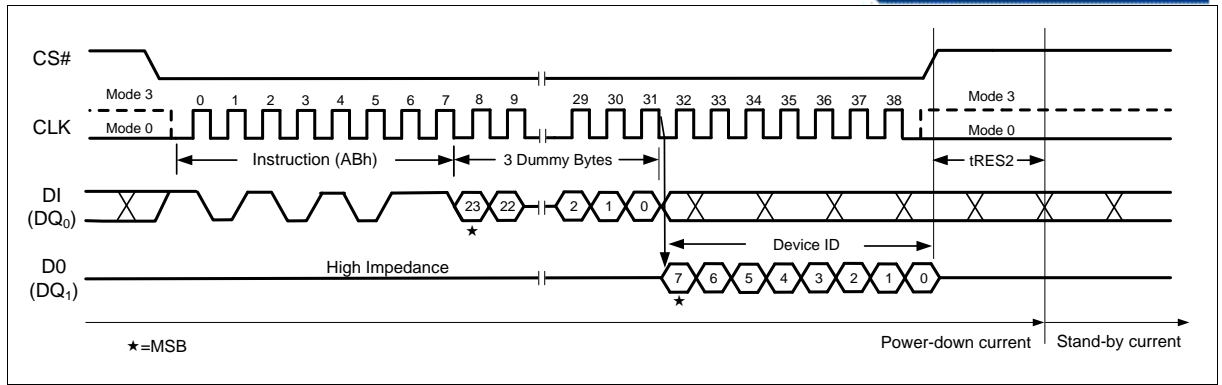 CS#
Mode 3
0 1 2 3 4 5 6 7 8 9 29 30 31 32 33 34 35 36 37 38
Mode 3
CLK
Mode 0
Mode 0
Instruction (ABh)
3 Dummy Bytes
tRES2
DI
(DQ0)
23 22 2 1 0
★
Device ID
D0
(DQ1)
High Impedance
7 6 5 4 3 2 1 0
★
★=MSB
Power-down current
Stand-by current